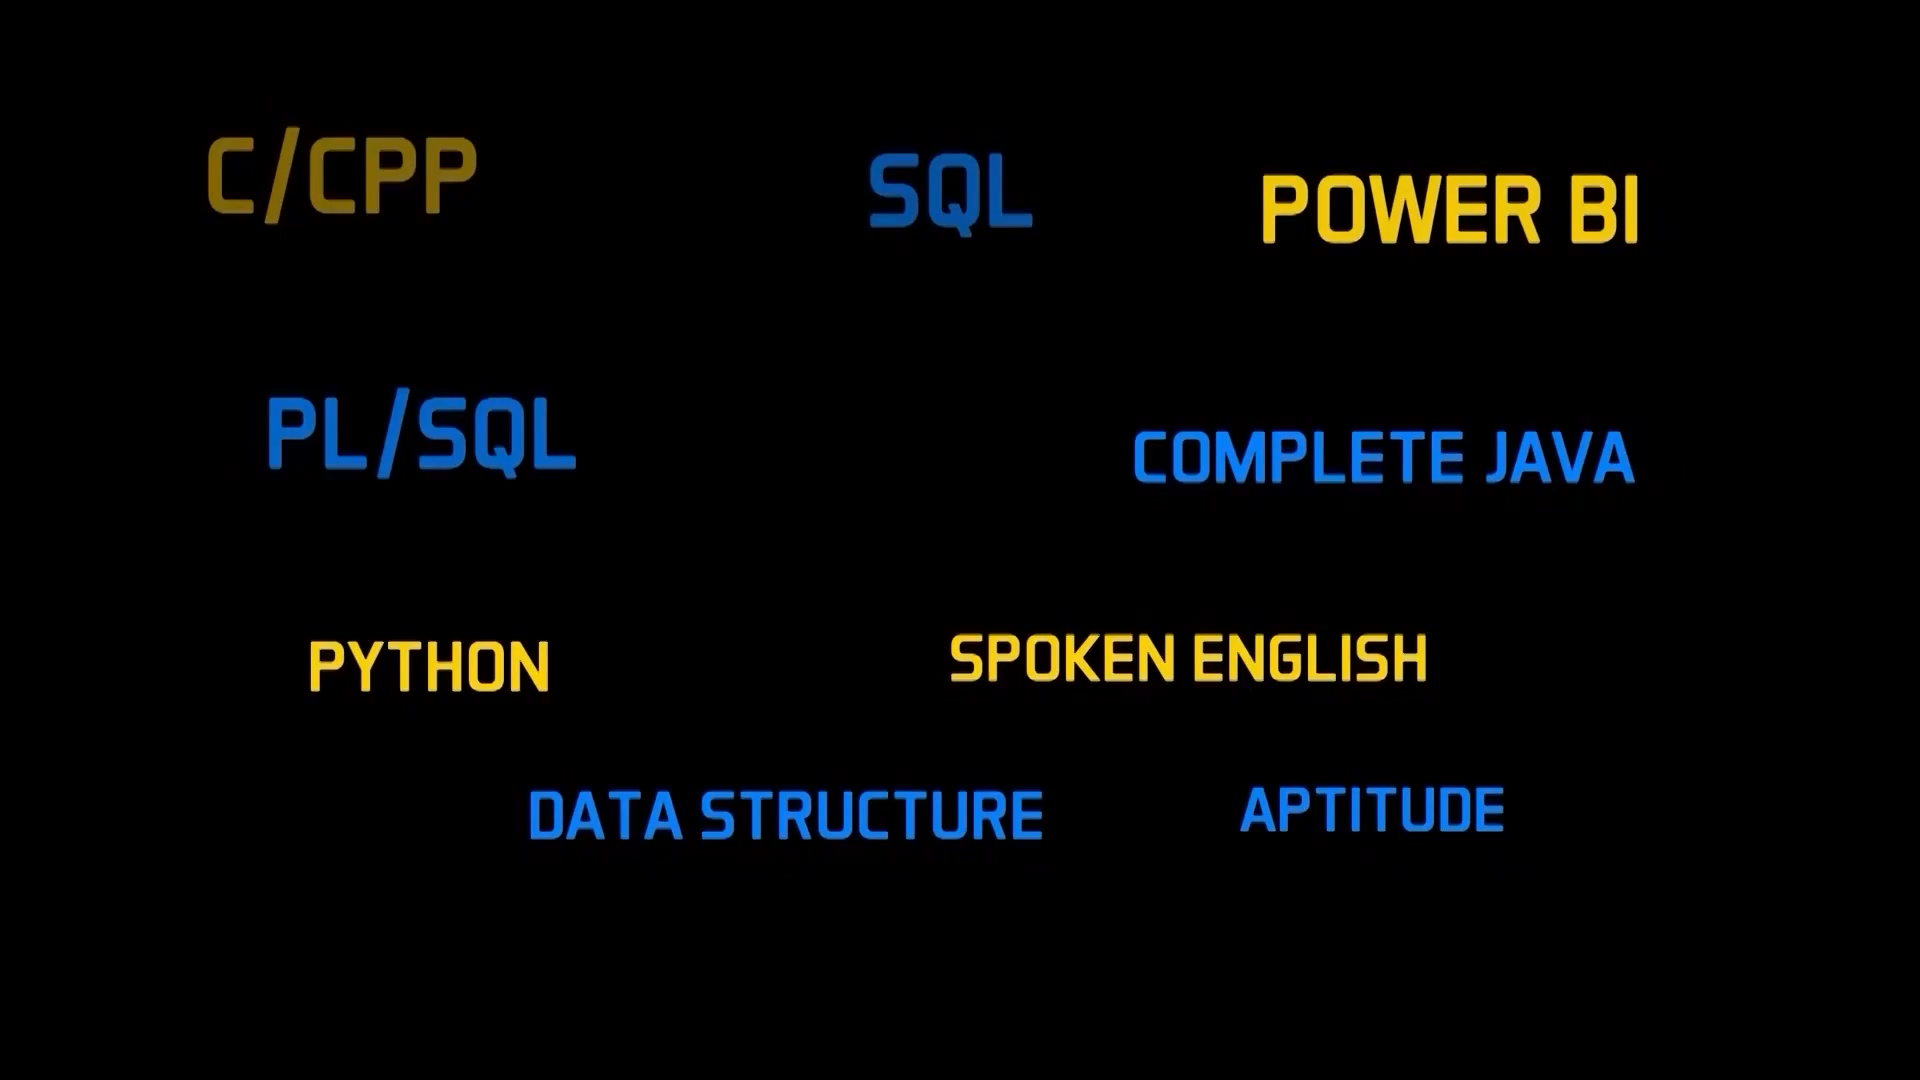 C/CPP
SQL
POWER BI
PL/SQL
COMPLETE JAVA
PYTHON
SPOKEN ENGLISH
DATA STRUCTURE
APTITUDE